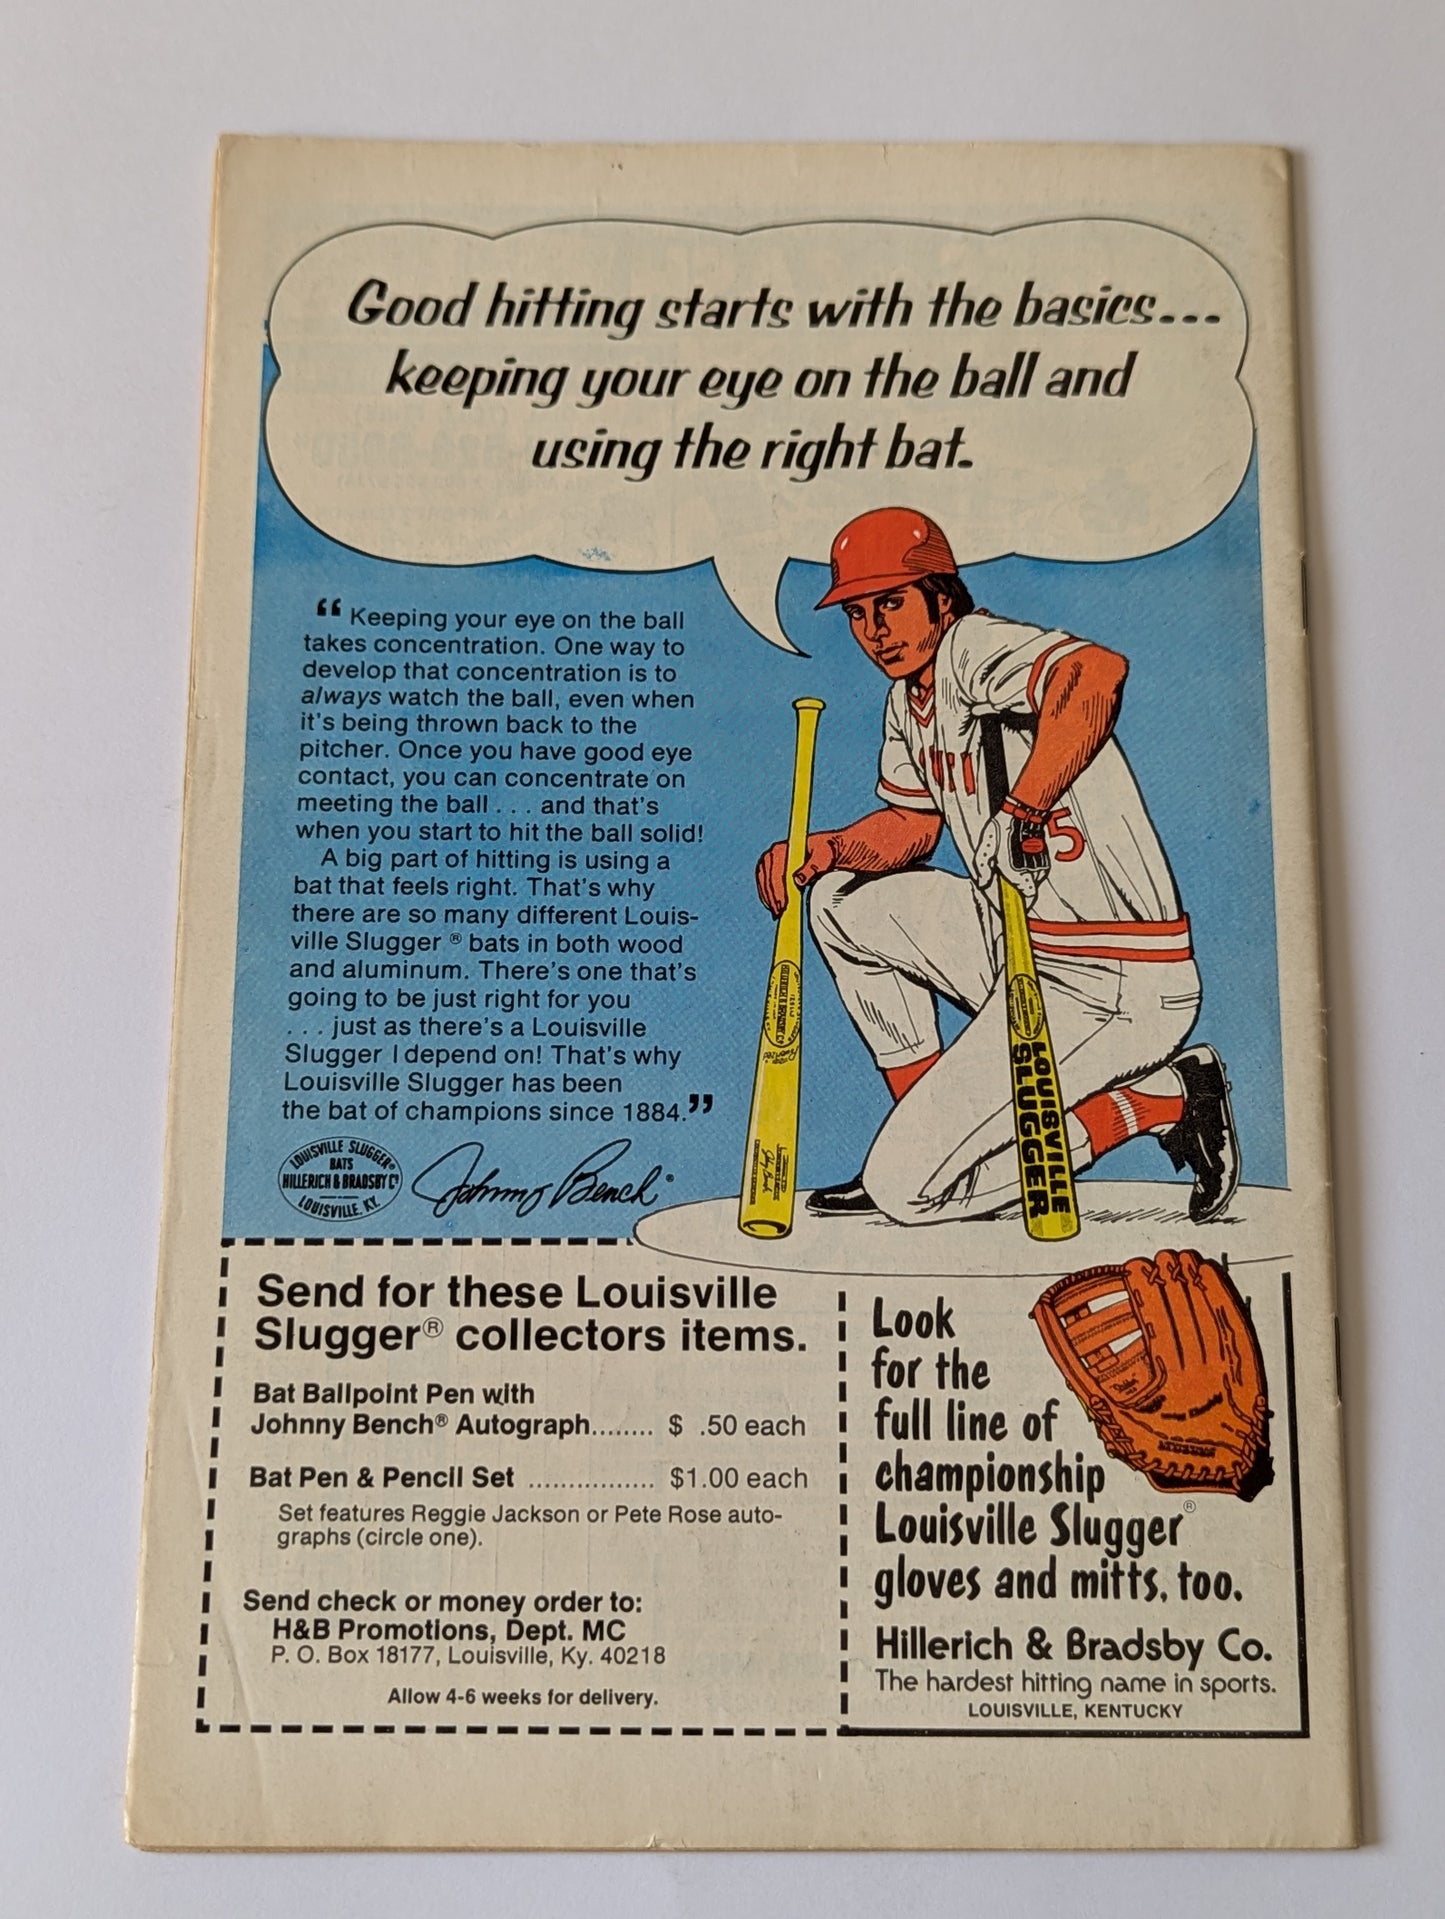 Good hitting starts with the basics...
keeping your eye on the ball and
using the right bat.
“ Keeping your eye on the ball
takes concentration. One way to
develop that concentration is to
always watch the ball, even when
it's being thrown back to the
pitcher. Once you have good eye
contact, you can concentrate on
meeting the ball . . . and that's
when you start to hit the ball solid!
A big part of hitting is using a
bat that feels right. That's why
there are so many different Louis-
ville Slugger ® bats in both wood
and aluminum. There's one that's
going to be just right for you
. . . just as there's a Louisville
Slugger I depend on! That's why
Louisville Slugger has been
the bat of champions since 1884.”
LOUISVILLE SLUGGER®
BATS
HILLERICH & BRADSBY Cº
LOUISVILLE, KY.
Johnny Bench ®
5
LOUISVILLE
SLUGGER
Send for these Louisville
Slugger® collectors items.
Bat Ballpoint Pen with
Johnny Bench® Autograph........ $ .50 each
Bat Pen & Pencil Set ................ $1.00 each
Set features Reggie Jackson or Pete Rose auto-
graphs (circle one).
Send check or money order to:
H&B Promotions, Dept. MC
P. O. Box 18177, Louisville, Ky. 40218
Allow 4-6 weeks for delivery.
Look
for the
full line of
championship
Louisville Slugger®
gloves and mitts, too.
Hillerich & Bradsby Co.
The hardest hitting name in sports.
LOUISVILLE, KENTUCKY